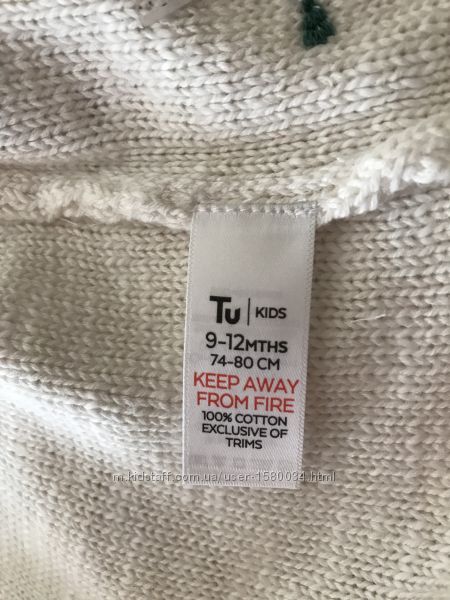 Tu | KIDS
9-12MTHS
74-80 CM
KEEP AWAY
FROM FIRE
100% COTTON
EXCLUSIVE OF
TRIMS
m.kidstaff.com.ua/user-1580034.html